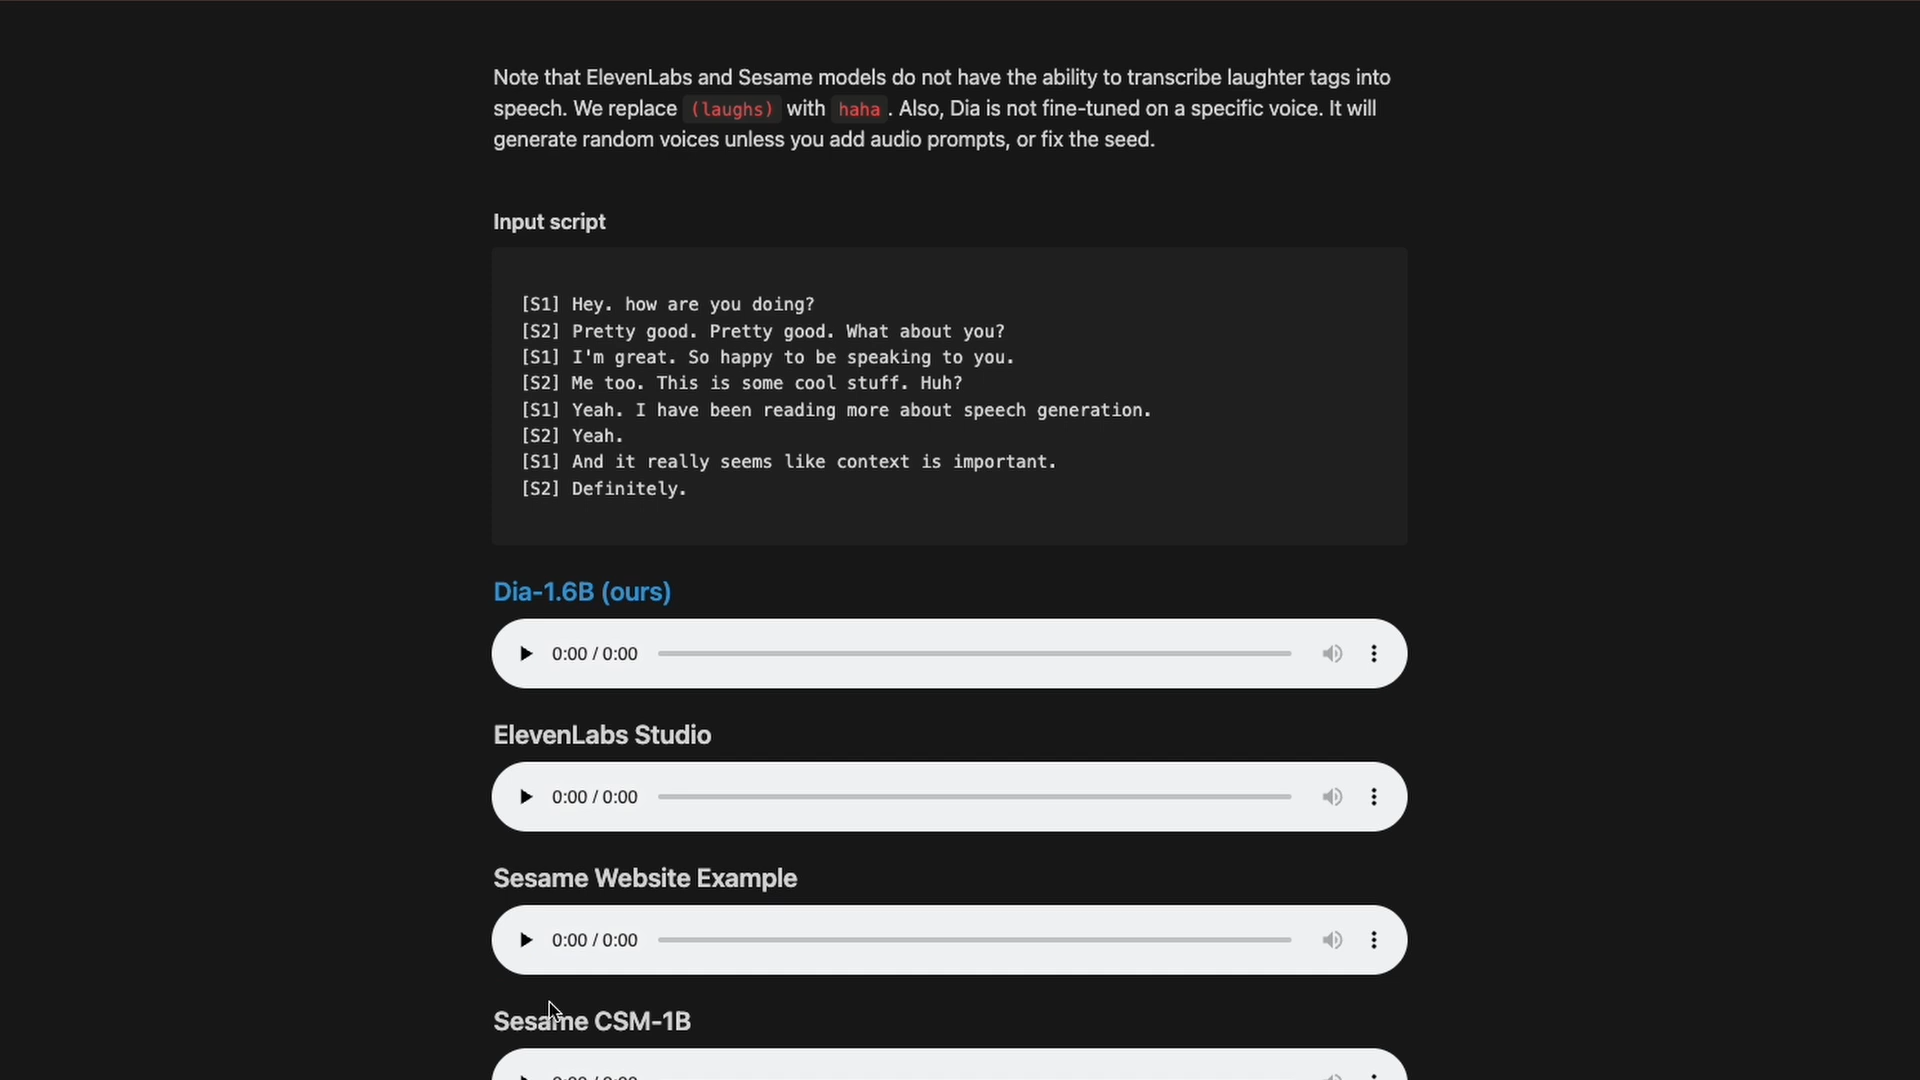 Note that ElevenLabs and Sesame models do not have the ability to transcribe laughter tags into
speech. We replace (laughs) with haha. Also, Dia is not fine-tuned on a specific voice. It will
generate random voices unless you add audio prompts, or fix the seed.
Input script
[S1] Hey. how are you doing?
[S2] Pretty good. Pretty good. What about you?
[S1] I'm great. So happy to be speaking to you.
[S2] Me too. This is some cool stuff. Huh?
[S1] Yeah. I have been reading more about speech generation.
[S2] Yeah.
[S1] And it really seems like context is important.
[S2] Definitely.
Dia-1.6B (ours)
0:00 / 0:00
ElevenLabs Studio
0:00 / 0:00
Sesame Website Example
0:00 / 0:00
Sesame CSM-1B